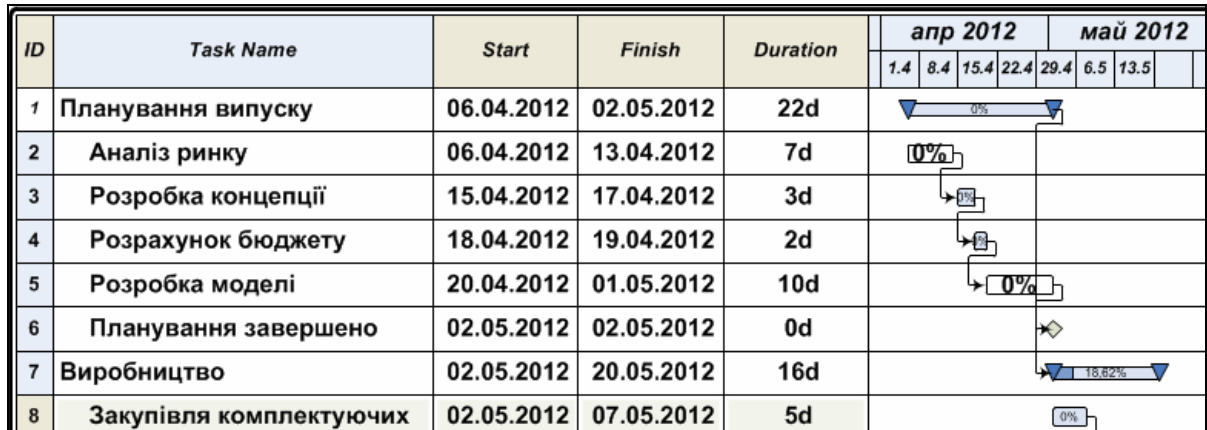 ID Task Name Start Finish Duration апр 2012 май 2012
1.4 8.4 15.4 22.4 29.4 6.5 13.5
1 Планування випуску 06.04.2012 02.05.2012 22d 0%
2 Аналіз ринку 06.04.2012 13.04.2012 7d 0%
3 Розробка концепції 15.04.2012 17.04.2012 3d 0%
4 Розрахунок бюджету 18.04.2012 19.04.2012 2d 0%
5 Розробка моделі 20.04.2012 01.05.2012 10d 0%
6 Планування завершено 02.05.2012 02.05.2012 0d
7 Виробництво 02.05.2012 20.05.2012 16d 18,62%
8 Закупівля комплектуючих 02.05.2012 07.05.2012 5d 0%